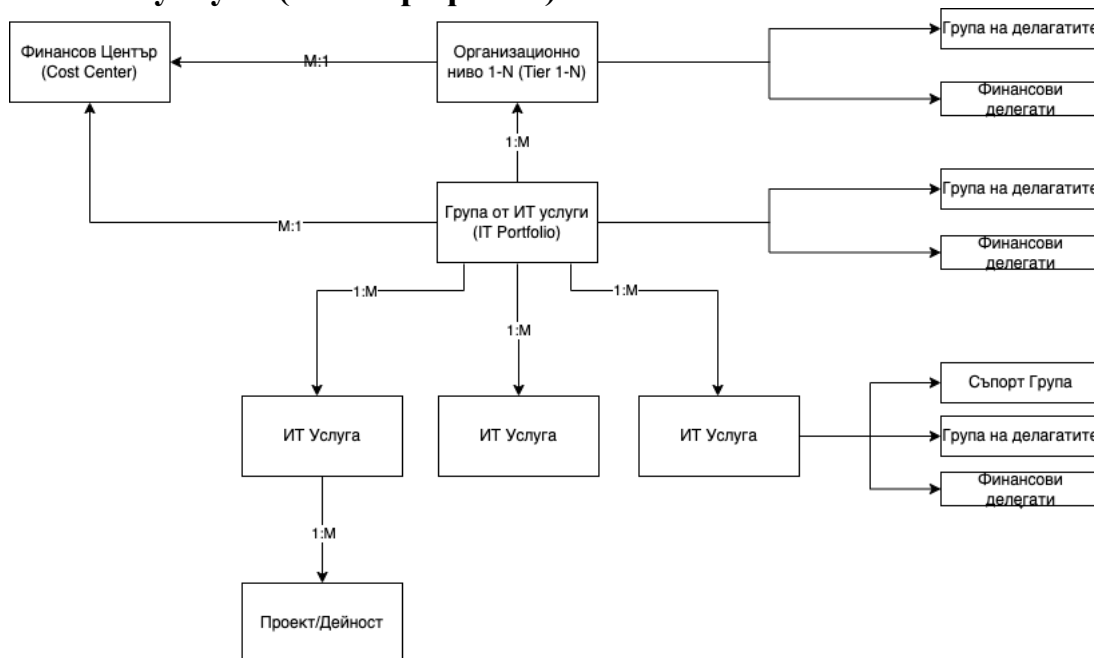 Финансов Център
(Cost Center)
M:1
Организационно
ниво 1-N (Tier 1-N)
Група на делагатите
Финансови
делегати
1:M
Група от ИТ услуги
(IT Portfolio)
M:1
Група на делагатите
Финансови
делегати
1:M
1:M
1:M
ИТ Услуга
ИТ Услуга
ИТ Услуга
Съпорт Група
Група на делагатите
Финансови
делегати
1:M
Проект/Дейност